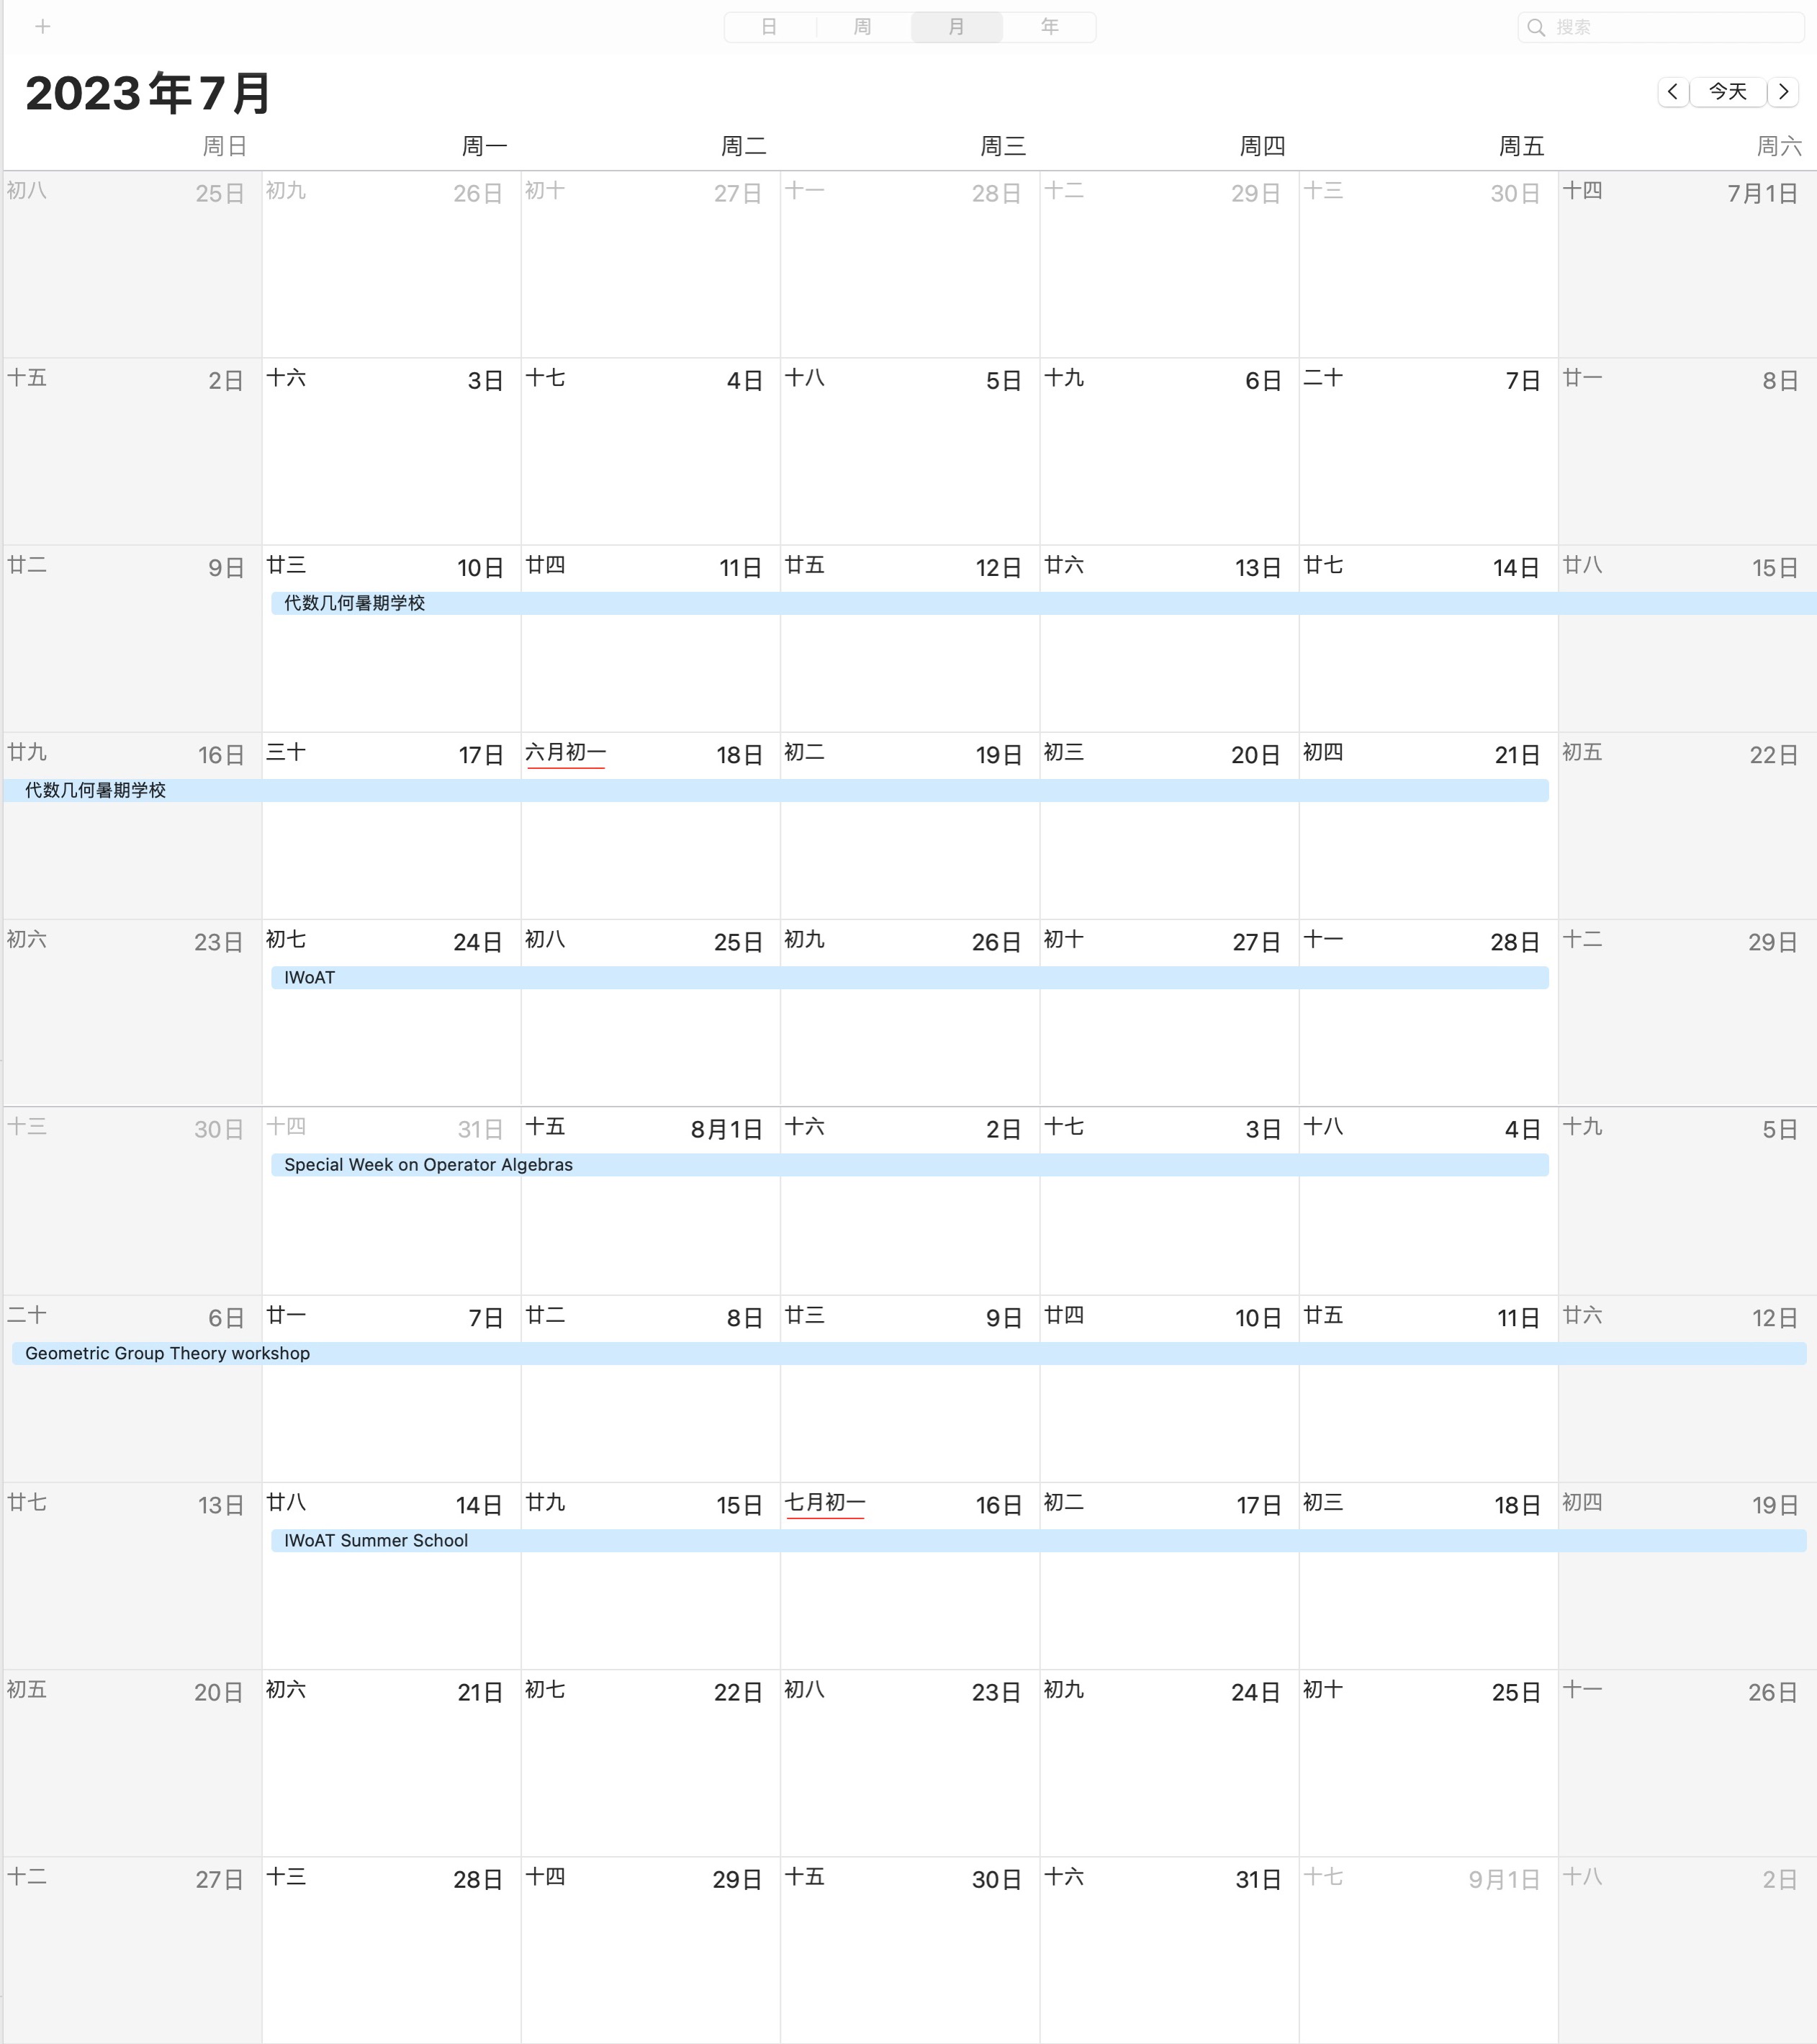 + 日 周 月 年 搜索
2023年7月 今天
周日 周一 周二 周三 周四 周五 周六
初八 25日 初九 26日 初十 27日 十一 28日 十二 29日 十三 30日 十四 7月1日
十五 2日 十六 3日 十七 4日 十八 5日 十九 6日 二十 7日 廿一 8日
廿二 9日 廿三 10日 廿四 11日 廿五 12日 廿六 13日 廿七 14日 廿八 15日
代数几何暑期学校
廿九 16日 三十 17日 六月初一 18日 初二 19日 初三 20日 初四 21日 初五 22日
代数几何暑期学校
初六 23日 初七 24日 初八 25日 初九 26日 初十 27日 十一 28日 十二 29日
IWoAT
十三 30日 十四 31日 十五 8月1日 十六 2日 十七 3日 十八 4日 十九 5日
Special Week on Operator Algebras
二十 6日 廿一 7日 廿二 8日 廿三 9日 廿四 10日 廿五 11日 廿六 12日
Geometric Group Theory workshop
廿七 13日 廿八 14日 廿九 15日 七月初一 16日 初二 17日 初三 18日 初四 19日
IWoAT Summer School
初五 20日 初六 21日 初七 22日 初八 23日 初九 24日 初十 25日 十一 26日
十二 27日 十三 28日 十四 29日 十五 30日 十六 31日 十七 9月1日 十八 2日